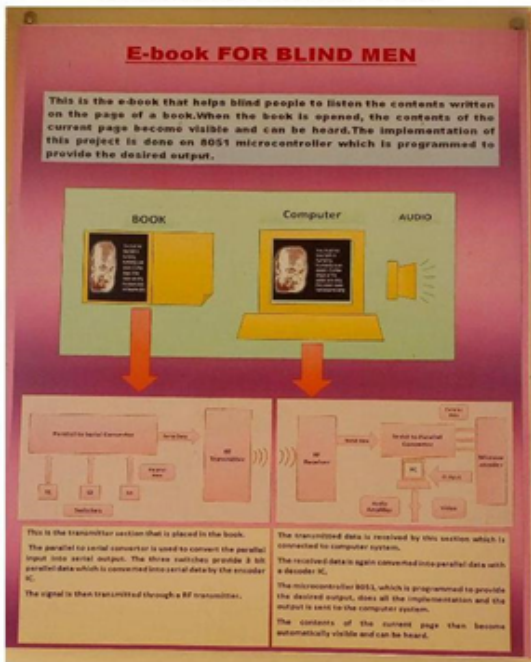 E-book FOR BLIND MEN
This is the e-book that helps blind people to listen the contents written
on the page of a book.When the book is opened, the contents of the
current page become visible and can be heard.The implementation of
this project is done on 8051 microcontroller which is programmed to
provide the desired output.
BOOK
Computer
AUDIO
Parallel to Serial Convertor
Serial Data
RF
Transmitter
Switches
RF
Receiver
Serial Data
Serial to Parallel
Convertor
PC
Audio
Amplifier
Video
This is the transmitter section that is placed in the book.
The parallel to serial convertor is used to convert the parallel
input into serial output. The three switches provide 3 bit
parallel data which is converted into serial data by the encoder
IC.
The signal is then transmitted through a RF transmitter.
The transmitted data is received by this section which is
connected to computer system.
The received data is again converted into parallel data with
a decoder IC.
The microcontroller 8051, which is programmed to provide
the desired output, does all the implementation and the
output is sent to the computer system.
The contents of the current page then become
automatically visible and can be heard.